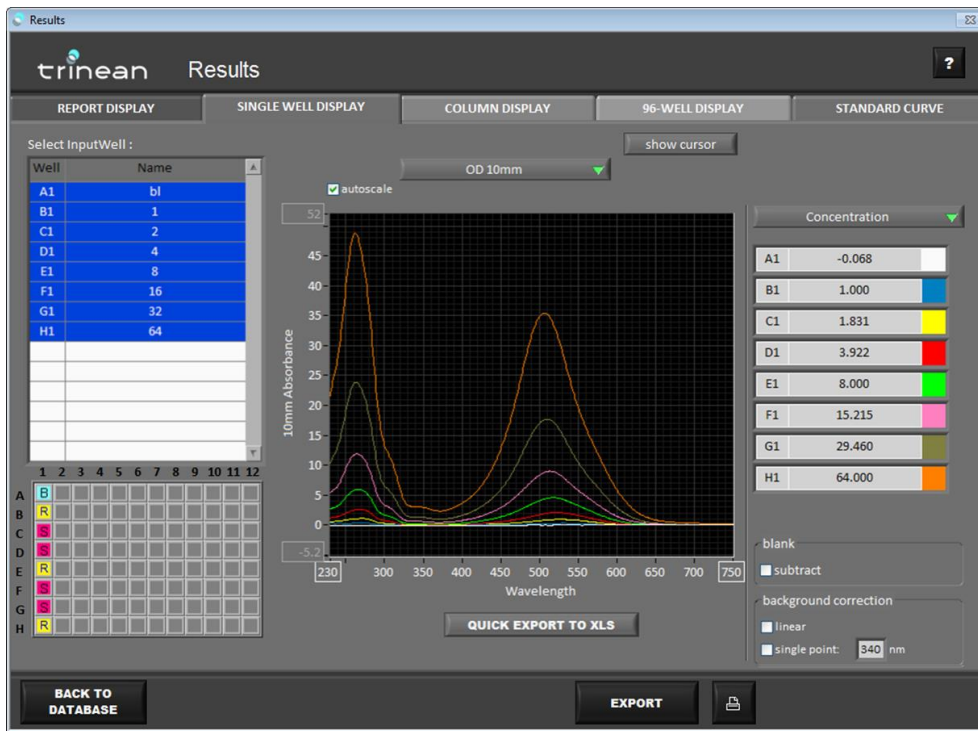 Results
trinean Results ?
REPORT DISPLAY SINGLE WELL DISPLAY COLUMN DISPLAY 96-WELL DISPLAY STANDARD CURVE
Select InputWell :
show cursor
Well Name
A1 bl
B1 1
C1 2
D1 4
E1 8
F1 16
G1 32
H1 64
1 2 3 4 5 6 7 8 9 10 11 12
A B
B R
C S
D S
E R
F S
G S
H R
OD 10mm
autoscale
10mm Absorbance
52
45
40
35
30
25
20
15
10
5
0
-5.2
230 300 350 400 450 500 550 600 650 700 750
Wavelength
QUICK EXPORT TO XLS
Concentration
A1 -0.068
B1 1.000
C1 1.831
D1 3.922
E1 8.000
F1 15.215
G1 29.460
H1 64.000
blank
subtract
background correction
linear
single point: 340 nm
BACK TO
DATABASE
EXPORT